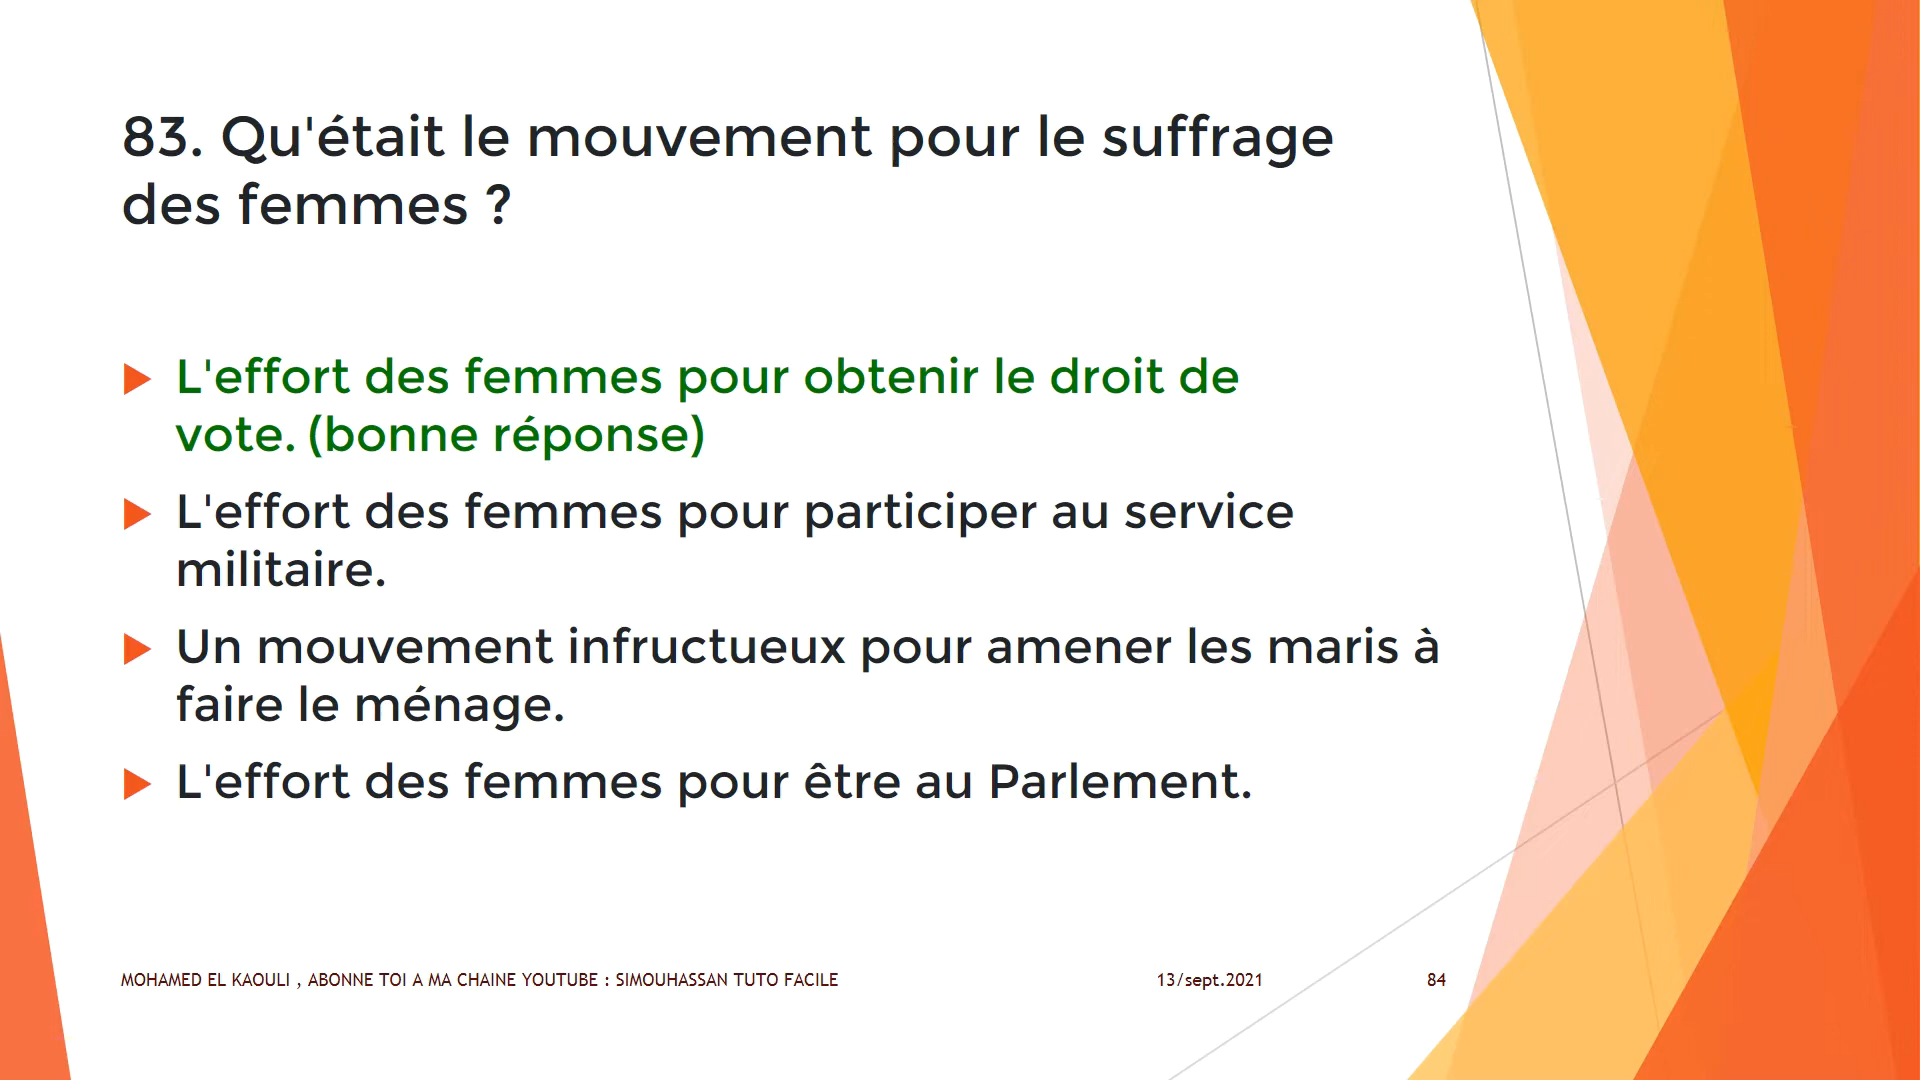 83. Qu'était le mouvement pour le suffrage
des femmes ?
L'effort des femmes pour obtenir le droit de
vote. (bonne réponse)
L'effort des femmes pour participer au service
militaire.
Un mouvement infructueux pour amener les maris à
faire le ménage.
L'effort des femmes pour être au Parlement.
MOHAMED EL KAOULI , ABONNE TOI A MA CHAINE YOUTUBE : SIMOUHASSAN TUTO FACILE
13/sept.2021
84